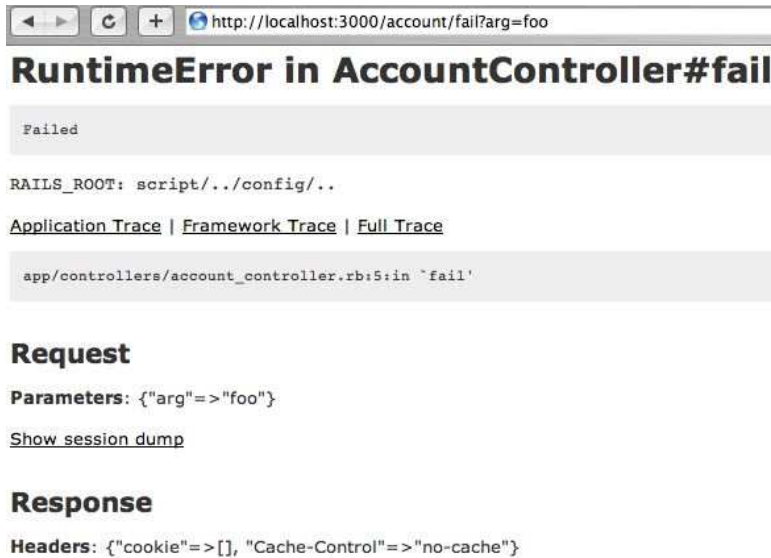 http://localhost:3000/account/fail?arg=foo
RuntimeError in AccountController#fail
Failed
RAILS_ROOT: script/../config/..
Application Trace | Framework Trace | Full Trace
app/controllers/account_controller.rb:5:in `fail'
Request
Parameters: {"arg"=>"foo"}
Show session dump
Response
Headers: {"cookie"=>[], "Cache-Control"=>"no-cache"}